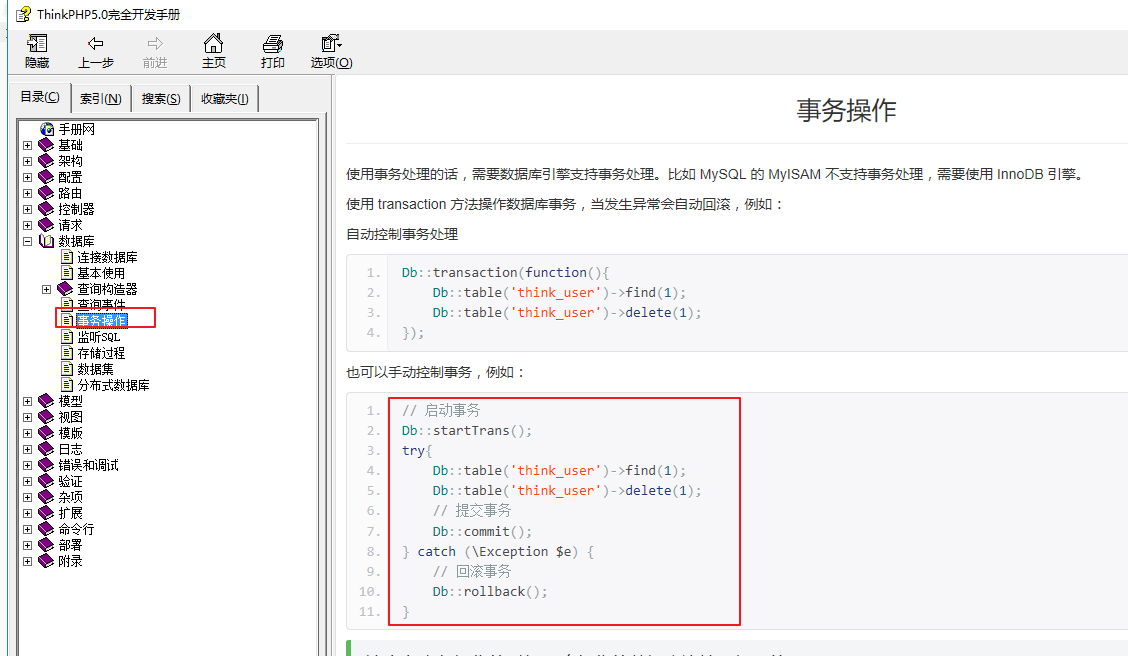 ThinkPHP5.0完全开发手册
隐藏 上一步 前进 主页 打印 选项(O)
目录(C) 索引(N) 搜索(S) 收藏夹(I)
手册网
基础
架构
配置
路由
控制器
请求
数据库
连接数据库
基本使用
查询构造器
查询事件
事务操作
监听SQL
存储过程
数据集
分布式数据库
模型
视图
模版
日志
错误和调试
验证
杂项
扩展
命令行
部署
附录
事务操作
使用事务处理的话，需要数据库引擎支持事务处理。比如 MySQL 的 MyISAM 不支持事务处理，需要使用 InnoDB 引擎。
使用 transaction 方法操作数据库事务，当发生异常会自动回滚，例如：
自动控制事务处理
1. Db::transaction(function(){
2. Db::table('think_user')->find(1);
3. Db::table('think_user')->delete(1);
4. });
也可以手动控制事务，例如：
1. // 启动事务
2. Db::startTrans();
3. try{
4. Db::table('think_user')->find(1);
5. Db::table('think_user')->delete(1);
6. // 提交事务
7. Db::commit();
8. } catch (\Exception $e) {
9. // 回滚事务
10. Db::rollback();
11. }